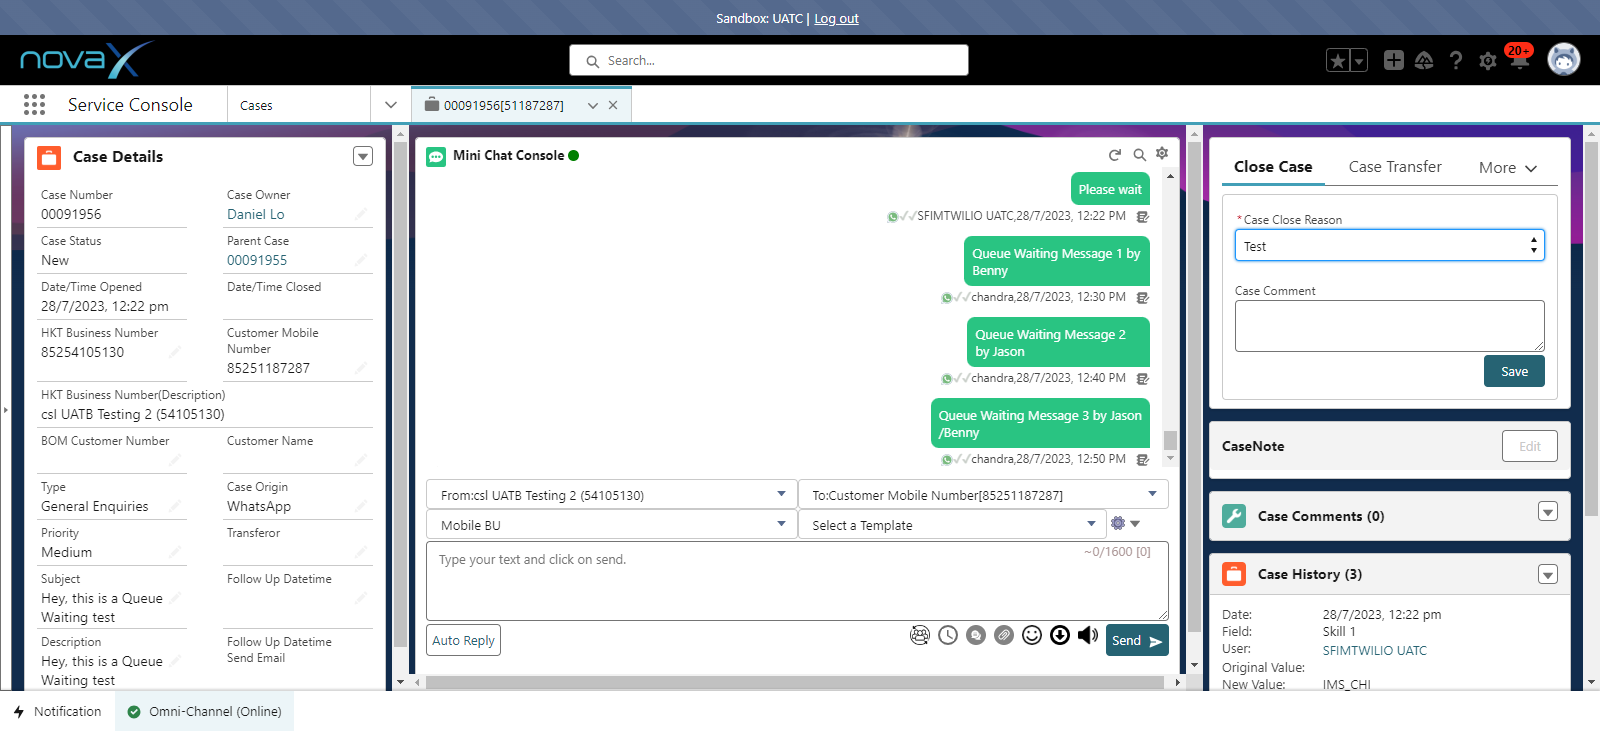 Sandbox: UATC | Log out
novaX
Search...
20+
Service Console
Cases
00091956[51187287]
Case Details
Case Number
00091956
Case Owner
Daniel Lo
Case Status
New
Parent Case
00091955
Date/Time Opened
28/7/2023, 12:22 pm
Date/Time Closed
HKT Business Number
85254105130
Customer Mobile
Number
85251187287
HKT Business Number(Description)
csl UATB Testing 2 (54105130)
BOM Customer Number
Customer Name
Type
General Enquiries
Case Origin
WhatsApp
Priority
Medium
Transferor
Subject
Hey, this is a Queue
Waiting test
Follow Up Datetime
Description
Hey, this is a Queue
Waiting test
Follow Up Datetime
Send Email
Mini Chat Console
Please wait
SFIMTWILIO UATC,28/7/2023, 12:22 PM
Queue Waiting Message 1 by
Benny
chandra,28/7/2023, 12:30 PM
Queue Waiting Message 2
by Jason
chandra,28/7/2023, 12:40 PM
Queue Waiting Message 3 by Jason
/Benny
chandra,28/7/2023, 12:50 PM
From:csl UATB Testing 2 (54105130)
To:Customer Mobile Number[85251187287]
Mobile BU
Select a Template
Type your text and click on send.
~0/1600 [0]
Auto Reply
Send
Close Case
Case Transfer
More
*Case Close Reason
Test
Case Comment
Save
CaseNote
Edit
Case Comments (0)
Case History (3)
Date: 28/7/2023, 12:22 pm
Field: Skill 1
User: SFIMTWILIO UATC
Original Value:
New Value: IMS_CHI
Notification
Omni-Channel (Online)